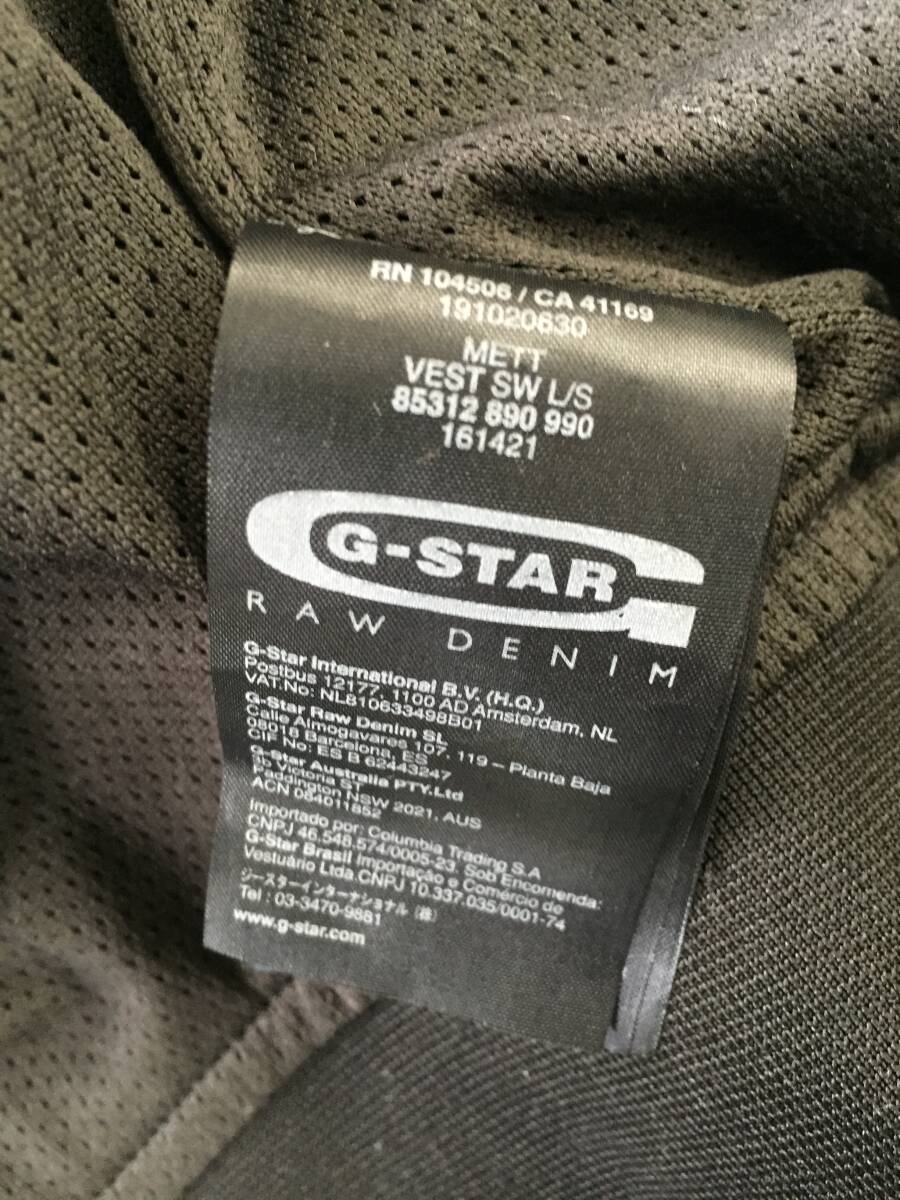 RN 104506 / CA 41169
191020630
METT
VEST SW L/S
85312 890 990
161421
G-STAR
RAW DENIM
G-Star International B.V. (H.Q.)
Postbus 12177, 1100 AD Amsterdam, NL
VAT.No: NL810633498B01
G-Star Raw Denim SL
Calle Almogavares 107, 119 – Planta Baja
08018 Barcelona, ES
CIF No: ES B 62443247
G-Star Australia PTY.Ltd
Victoria ST
Paddington NSW 2021, AUS
ACN 084011852
Importado por: Columbia Trading S.A
CNPJ 46.548.574/0005-23. Sob Encomenda:
G-Star Brasil Importação e Comércio de
Vestuário Ltda.CNPJ 10.337.035/0001-74
ジースターインターナショナル (株)
Tel : 03-3470-9881
www.g-star.com